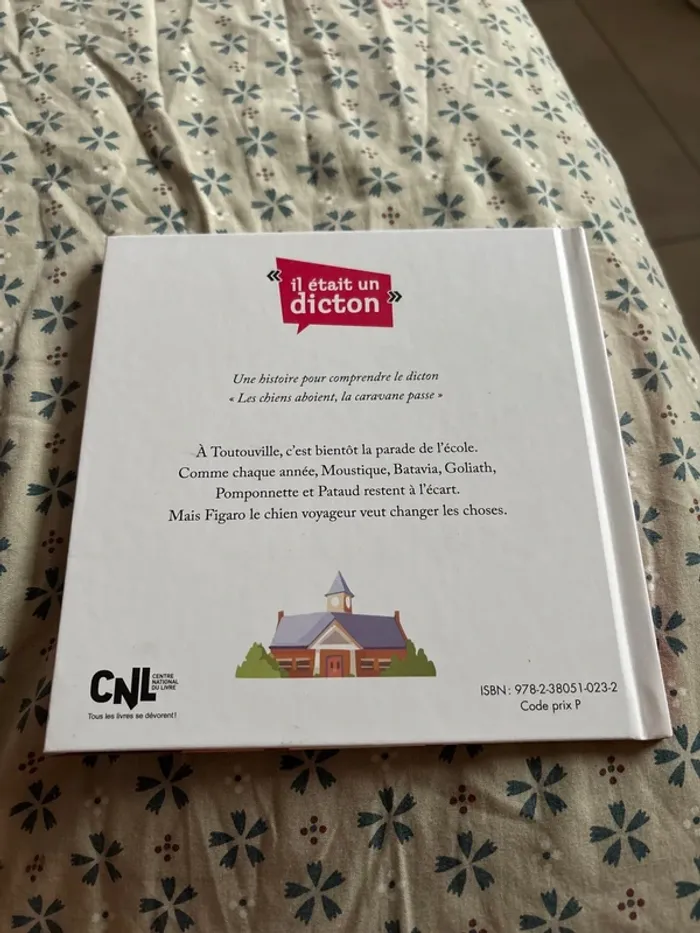 « il était un
dicton »
Une histoire pour comprendre le dicton
« Les chiens aboient, la caravane passe »
À Toutouville, c’est bientôt la parade de l’école.
Comme chaque année, Moustique, Batavia, Goliath,
Pomponnette et Pataud restent à l’écart.
Mais Figaro le chien voyageur veut changer les choses.
CNL
CENTRE
NATIONAL
DU LIVRE
Tous les livres se dévorent!
ISBN : 978-2-38051-023-2
Code prix P